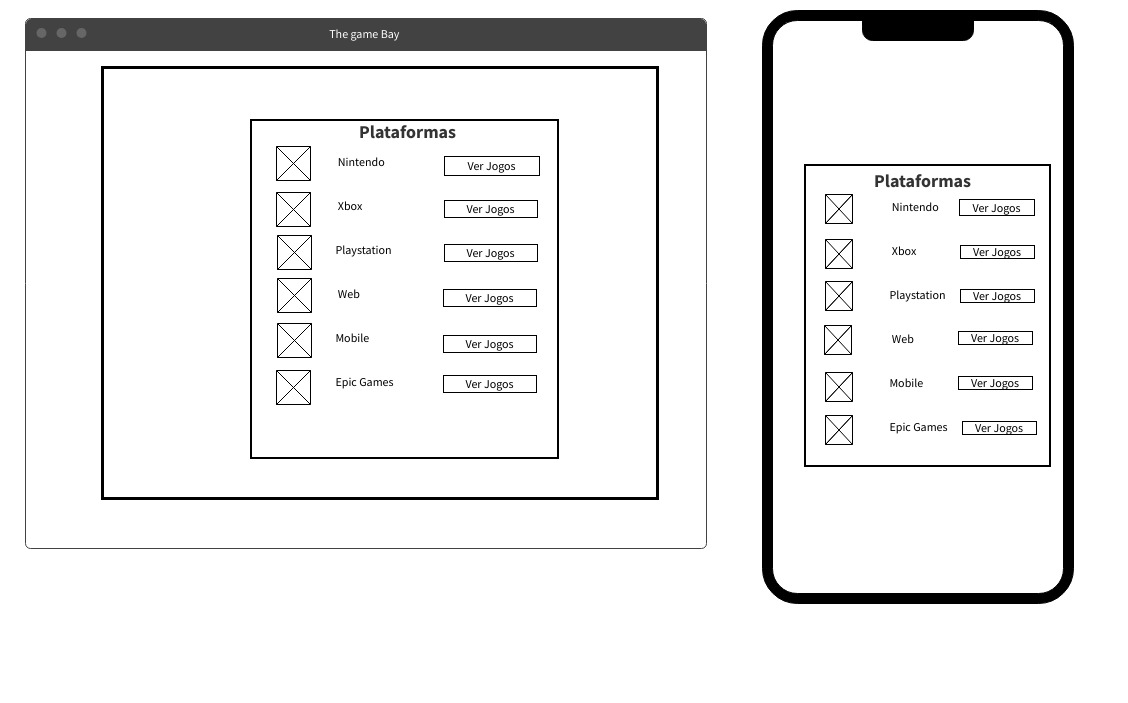 The game Bay
Plataformas
Nintendo Ver Jogos
Xbox Ver Jogos
Playstation Ver Jogos
Web Ver Jogos
Mobile Ver Jogos
Epic Games Ver Jogos
Plataformas
Nintendo Ver Jogos
Xbox Ver Jogos
Playstation Ver Jogos
Web Ver Jogos
Mobile Ver Jogos
Epic Games Ver Jogos